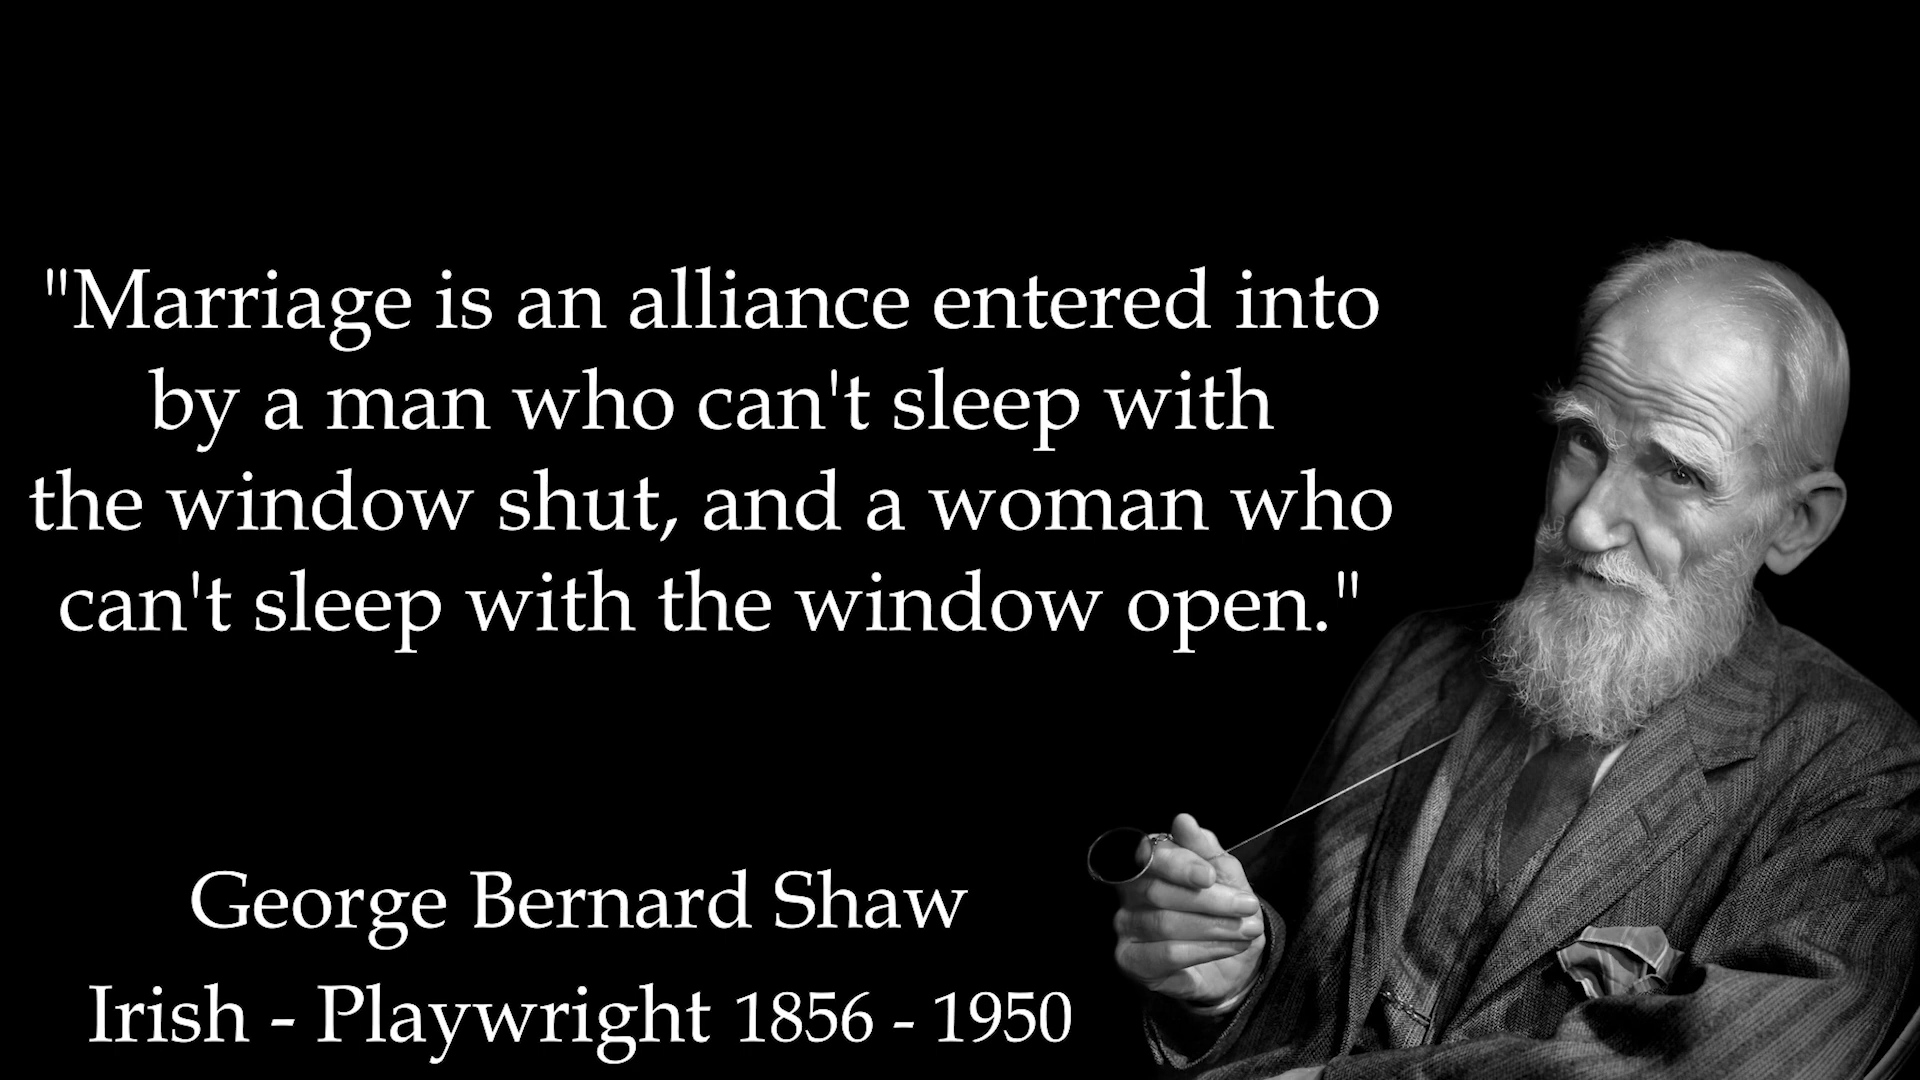 "Marriage is an alliance entered into
by a man who can't sleep with
the window shut, and a woman who
can't sleep with the window open."
George Bernard Shaw
Irish - Playwright 1856 - 1950